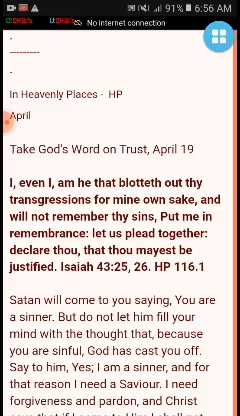 0:0KB/s U:0KB/s No internet connection 91% 6:56 AM
-
---------
-
In Heavenly Places - HP
April
Take God's Word on Trust, April 19
I, even I, am he that blotteth out thy
transgressions for mine own sake, and
will not remember thy sins, Put me in
remembrance: let us plead together:
declare thou, that thou mayest be
justified. Isaiah 43:25, 26. HP 116.1
Satan will come to you saying, You are
a sinner. But do not let him fill your
mind with the thought that, because
you are sinful, God has cast you off.
Say to him, Yes; I am a sinner, and for
that reason I need a Saviour. I need
forgiveness and pardon, and Christ